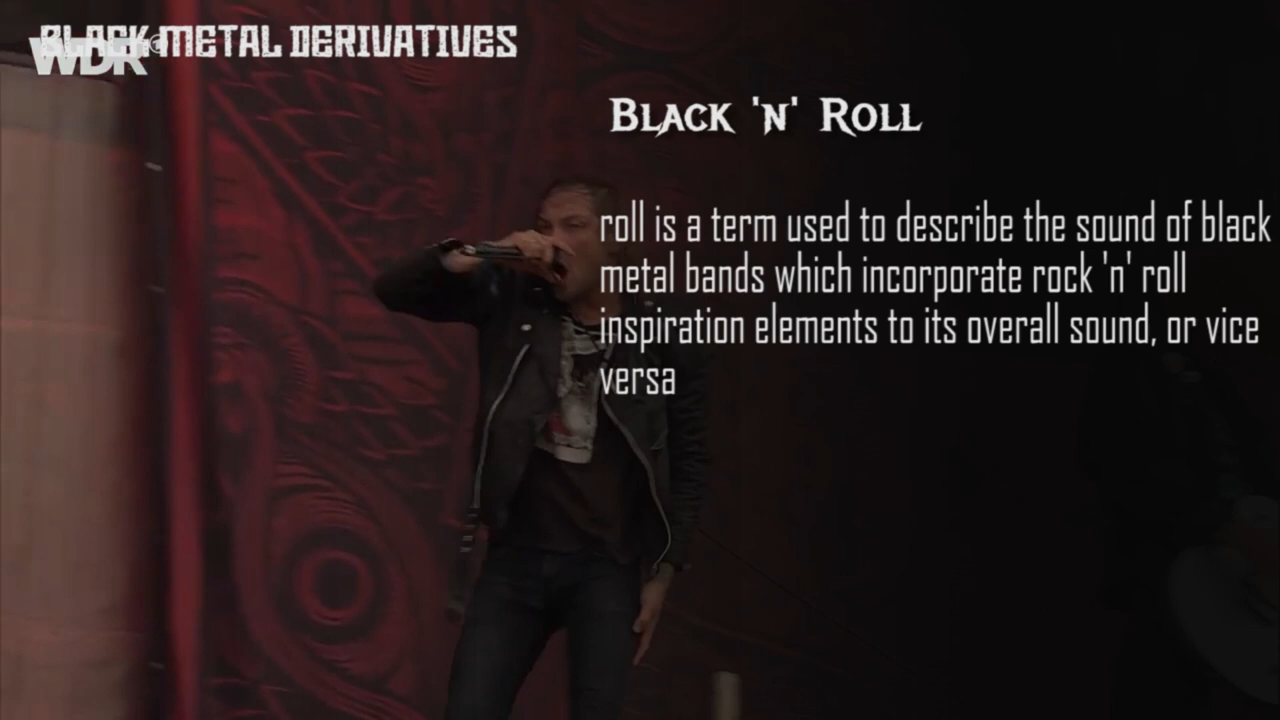 BLACK METAL DERIVATIVES
WDR
BLACK 'N' ROLL
roll is a term used to describe the sound of black
metal bands which incorporate rock 'n' roll
inspiration elements to its overall sound, or vice
versa